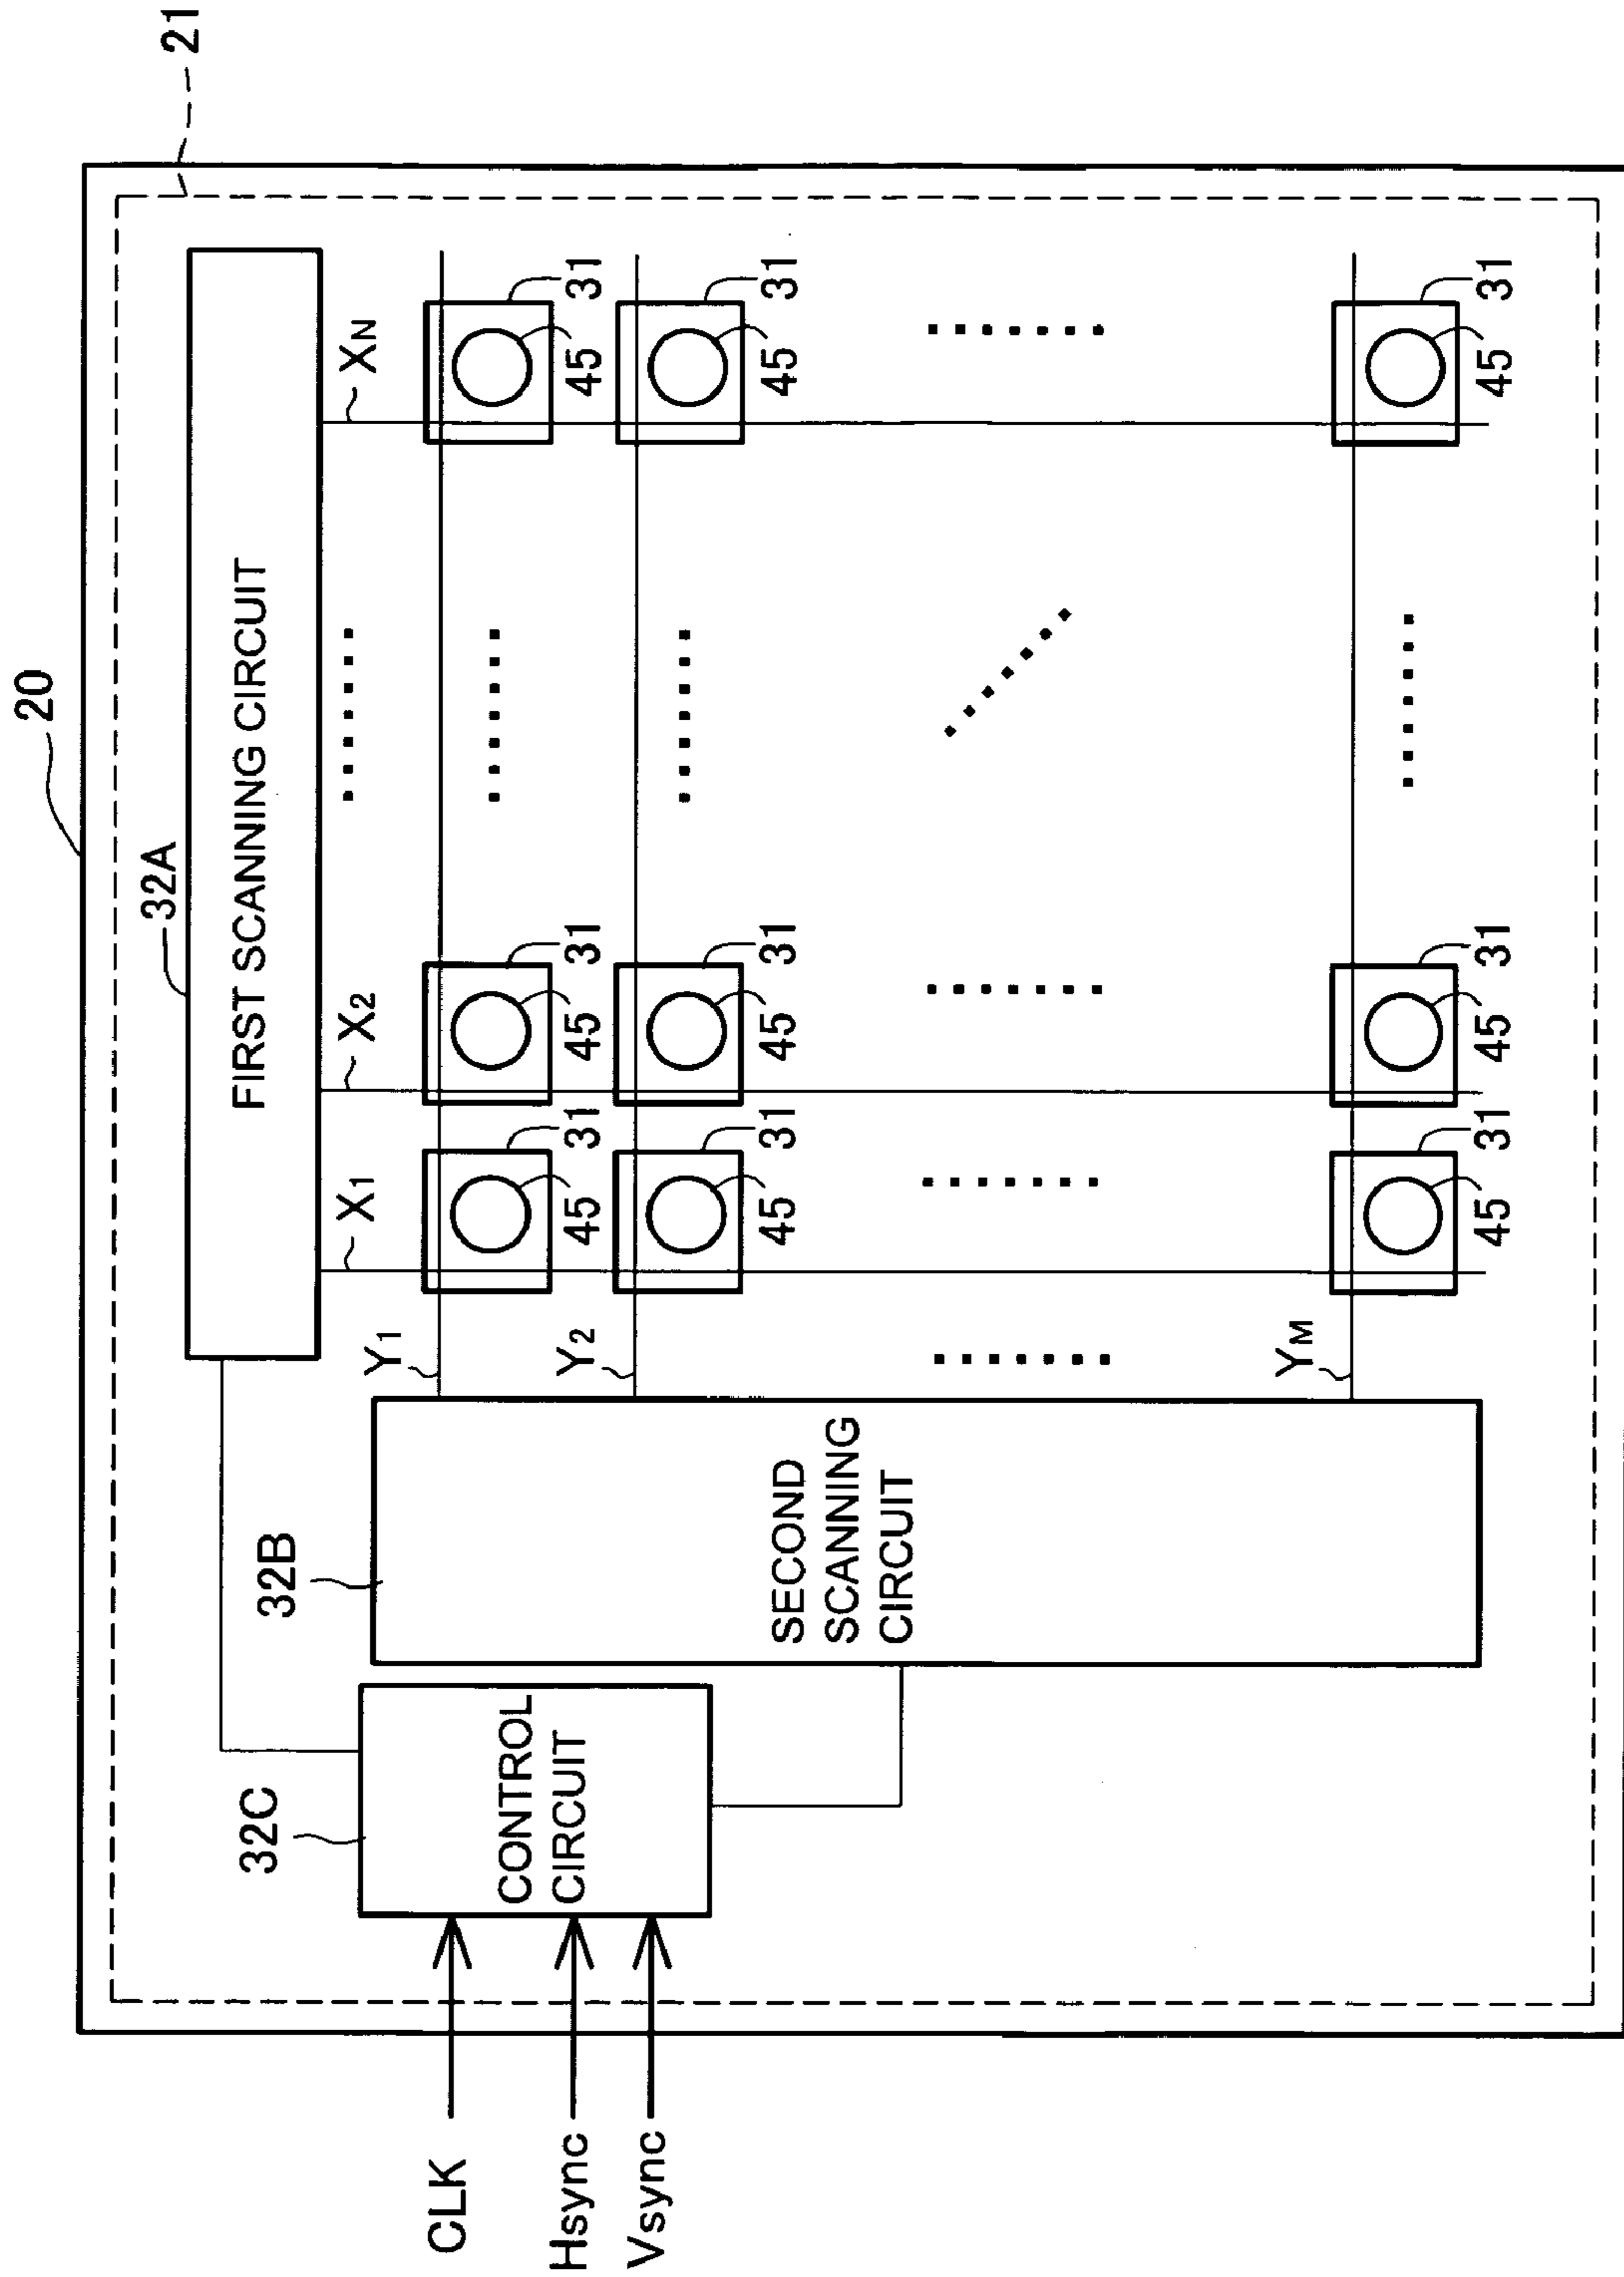 20
21
32A
FIRST SCANNING CIRCUIT
X1
X2
XN
32C
32B
CONTROL
CIRCUIT
SECOND
SCANNING
CIRCUIT
CLK
Hsync
Vsync
Y1
31
31
31
45
45
45
Y2
31
31
31
45
45
45
YM
31
31
31
45
45
45